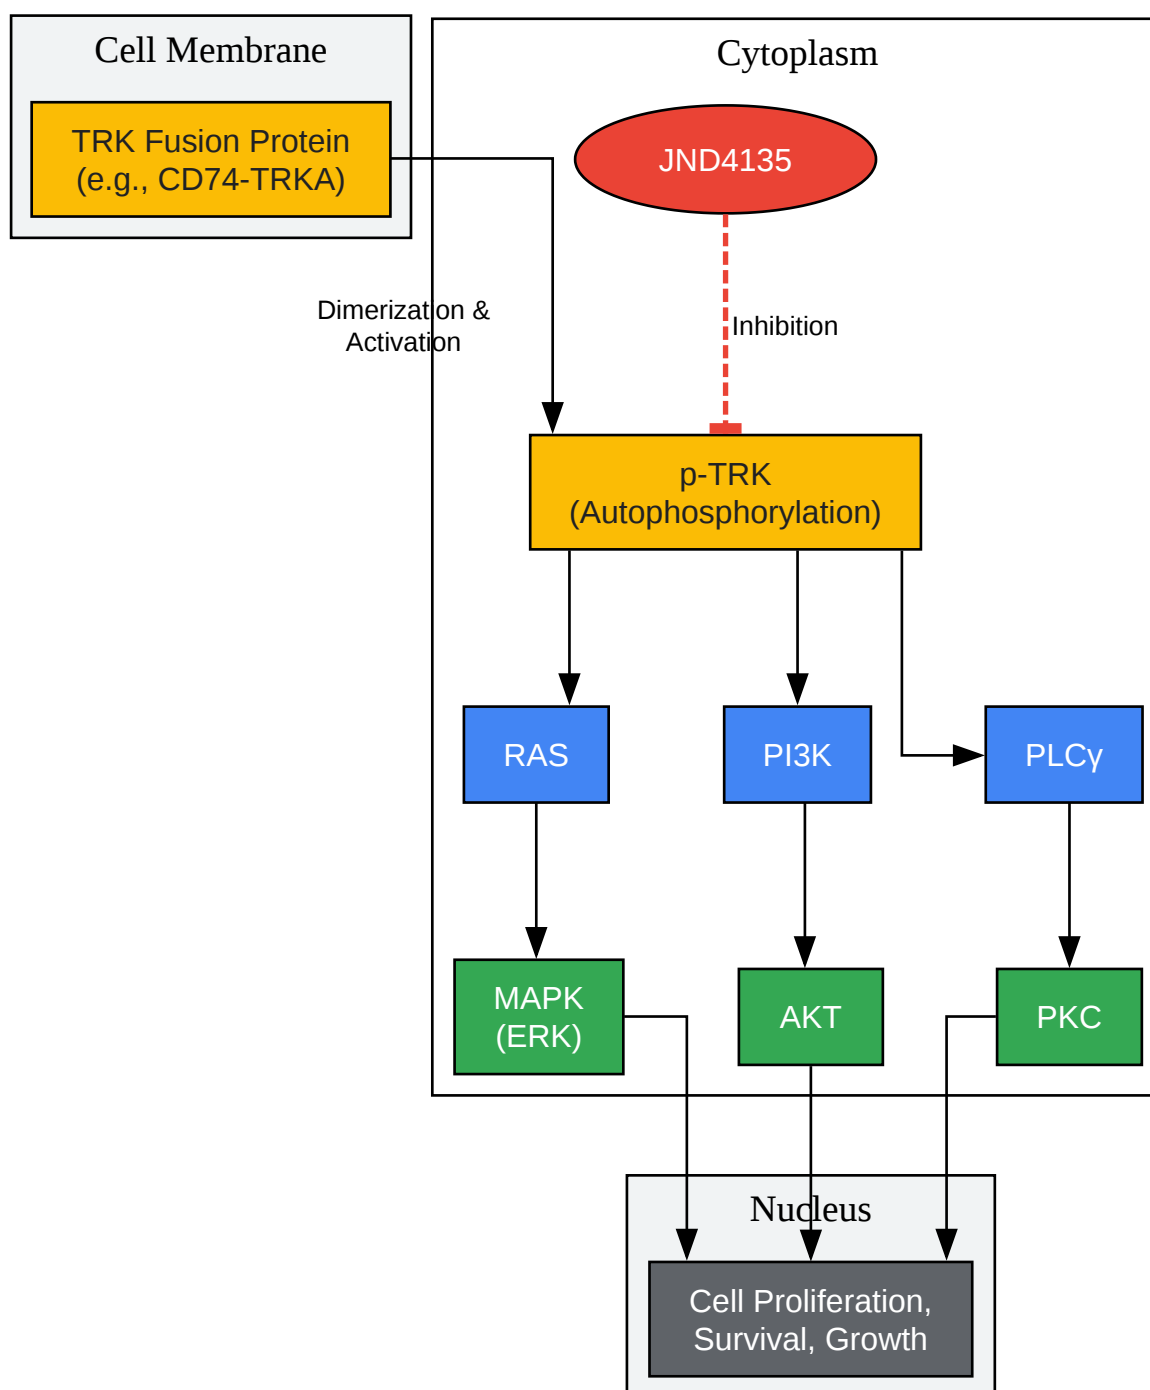 Cell Membrane
TRK Fusion Protein
(e.g., CD74-TRKA)
Cytoplasm
JND4135
Dimerization &
Activation
Inhibition
p-TRK
(Autophosphorylation)
RAS
PI3K
PLCγ
MAPK
(ERK)
AKT
PKC
Nucleus
Cell Proliferation,
Survival, Growth